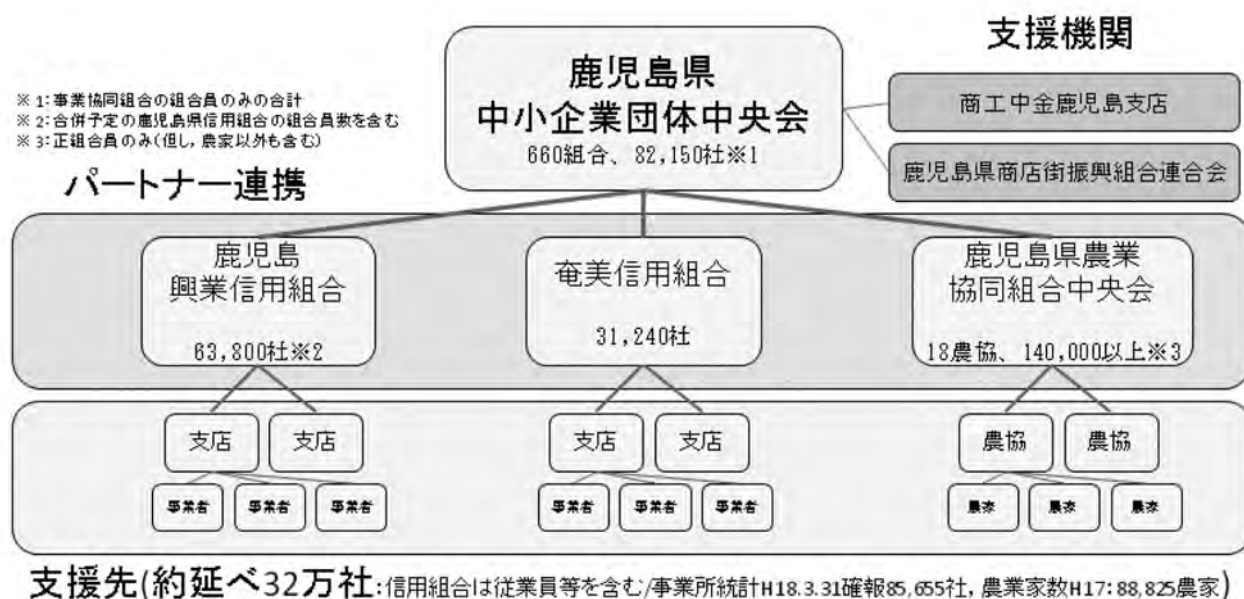 支援機関
鹿児島県
中小企業団体中央会
660組合、82,150社※1
商工中金鹿児島支店
鹿児島県商店街振興組合連合会
※1:事業協同組合の組合員のみの合計
※2:合併予定の鹿児島県信用組合の組合員数を含む
※3:正組合員のみ(但し,農家以外も含む)
パートナー連携
鹿児島
興業信用組合
63,800社※2
奄美信用組合
31,240社
鹿児島県農業
協同組合中央会
18農協、140,000以上※3
支店 支店 支店 支店 農協 農協
事業者 事業者 事業者 事業者 事業者 事業者 農家 農家 農家
支援先(約延べ32万社:信用組合は従業員等を含む/事業所統計H18.3.31確報85,655社,農業家数H17:88,825農家)